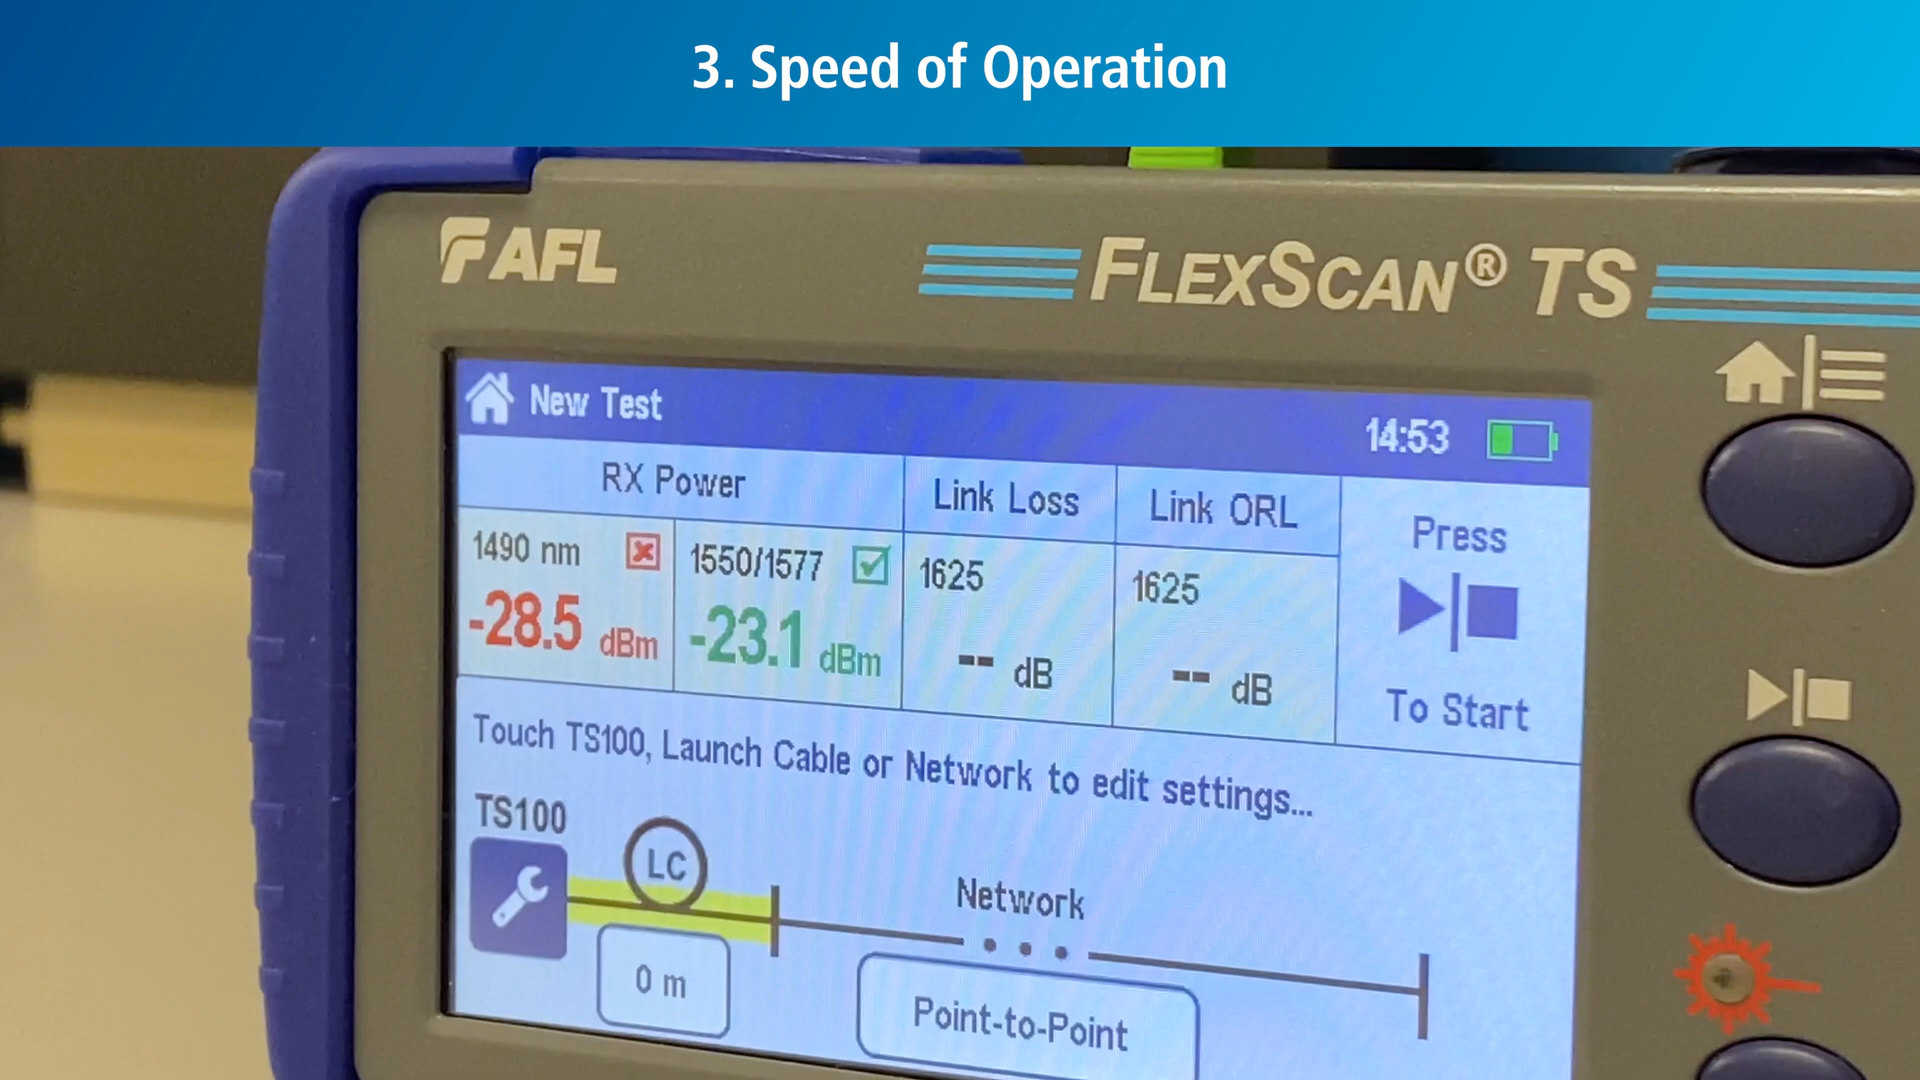 3. Speed of Operation
AFL
FLEXSCAN® TS
New Test
14:53
RX Power
Link Loss
Link ORL
Press
1490 nm
1550/1577
1625
1625
-28.5 dBm
-23.1 dBm
-- dB
-- dB
To Start
Touch TS100, Launch Cable or Network to edit settings...
TS100
LC
Network
0 m
Point-to-Point